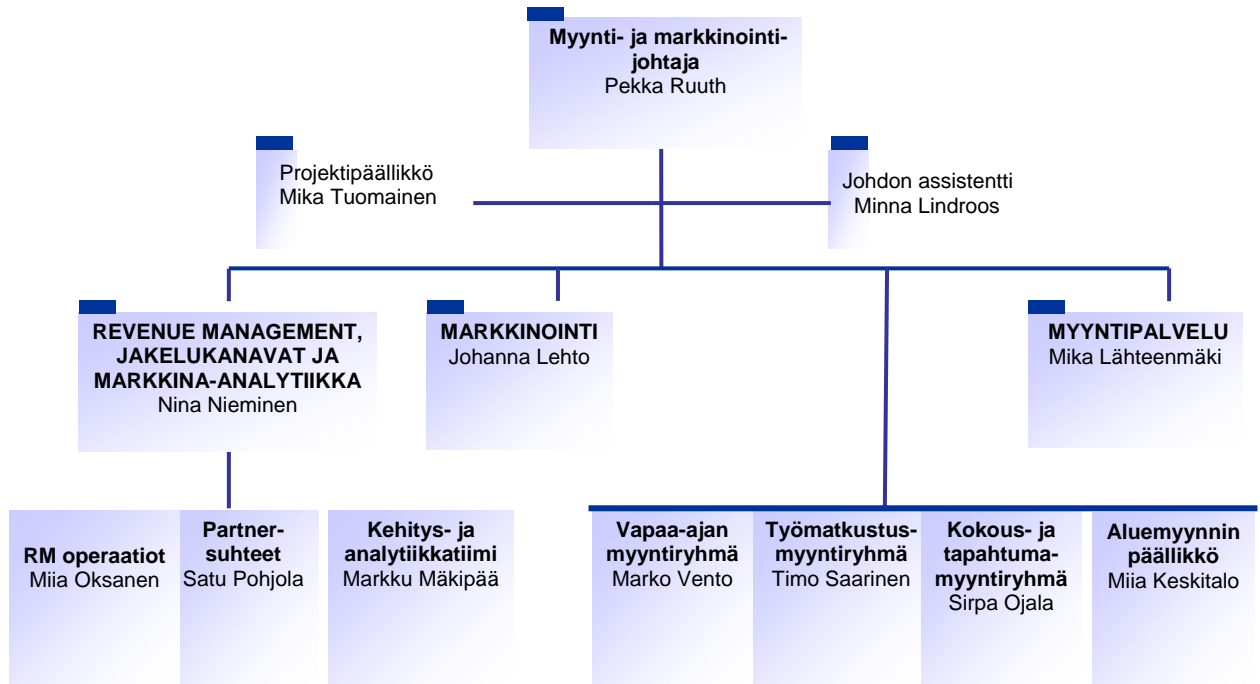 Myynti- ja markkinointi-
johtaja
Pekka Ruuth
Projektipäällikkö
Mika Tuomainen
Johdon assistentti
Minna Lindroos
REVENUE MANAGEMENT,
JAKELUKANAVAT JA
MARKKINA-ANALYTIIKKA
Nina Nieminen
MARKKINOINTI
Johanna Lehto
MYYNTIPALVELU
Mika Lähteenmäki
RM operaatiot
Miia Oksanen
Partner-
suhteet
Satu Pohjola
Kehitys- ja
analytiikkatiimi
Markku Mäkipää
Vapaa-ajan
myyntiryhmä
Marko Vento
Työmatkustus-
myyntiryhmä
Timo Saarinen
Kokous- ja
tapahtuma-
myyntiryhmä
Sirpa Ojala
Aluemyynnin
päällikkö
Miia Keskitalo